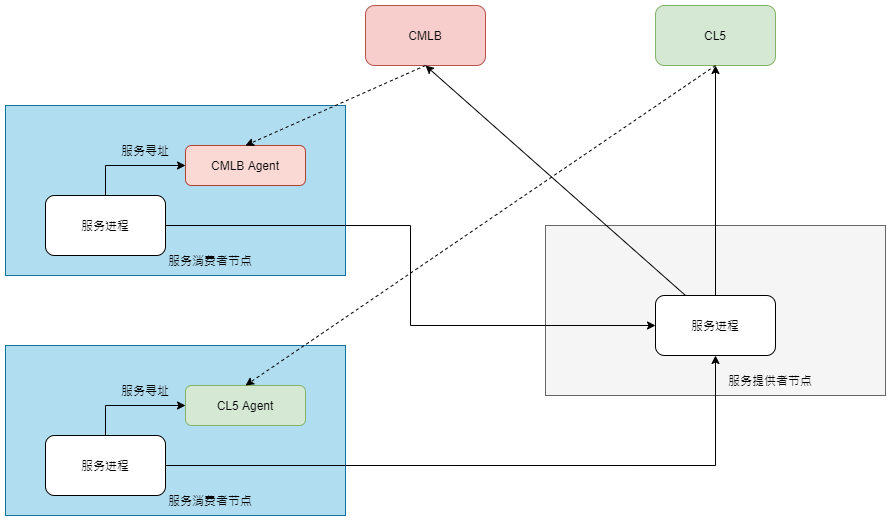 CMLB
CL5
服务寻址
CMLB Agent
服务进程
服务消费者节点
服务进程
服务提供者节点
服务寻址
CL5 Agent
服务进程
服务消费者节点